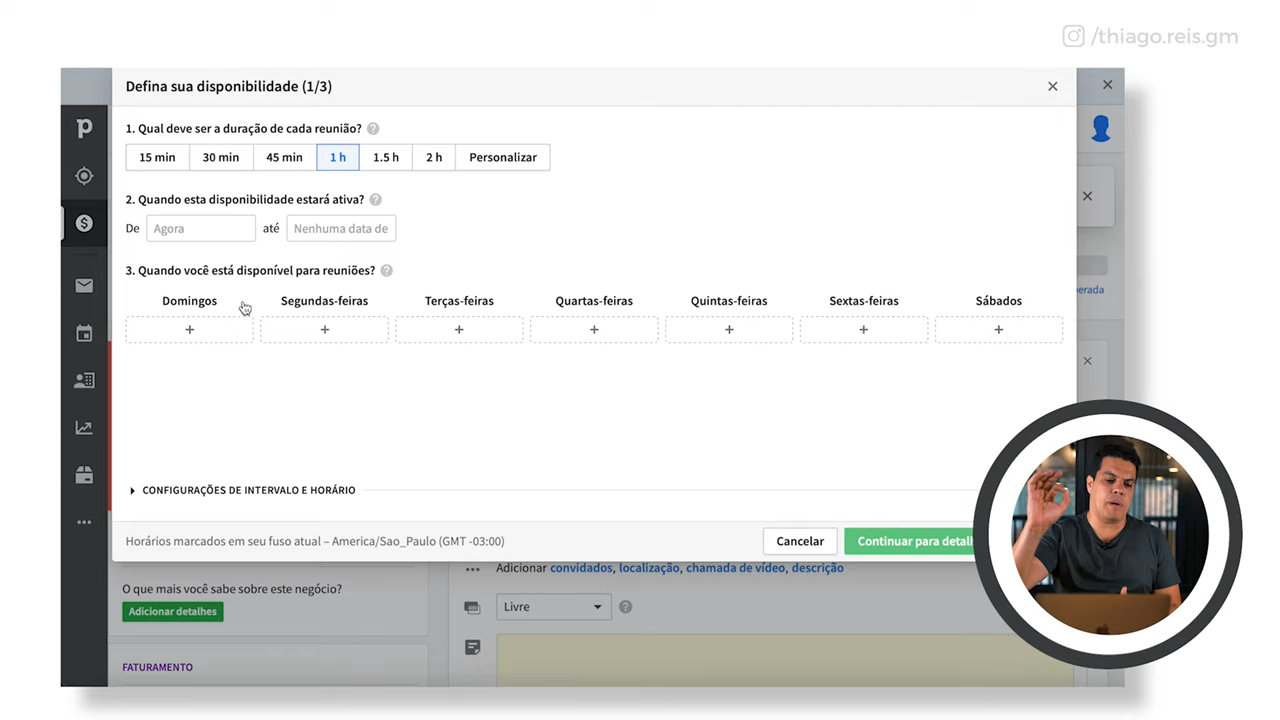 /thiago.reis.gm
Defina sua disponibilidade (1/3)
1. Qual deve ser a duração de cada reunião?
15 min 30 min 45 min 1 h 1.5 h 2 h Personalizar
2. Quando esta disponibilidade estará ativa?
De Agora até Nenhuma data de
3. Quando você está disponível para reuniões?
Domingos Segundas-feiras Terças-feiras Quartas-feiras Quintas-feiras Sextas-feiras Sábados
+ + + + + + +
CONFIGURAÇÕES DE INTERVALO E HORÁRIO
Horários marcados em seu fuso atual – America/Sao_Paulo (GMT -03:00)
Cancelar Continuar para
Adicionar convidados, localização, chamada de vídeo, descrição
O que mais você sabe sobre este negócio?
Adicionar detalhes
Livre
FATURAMENTO